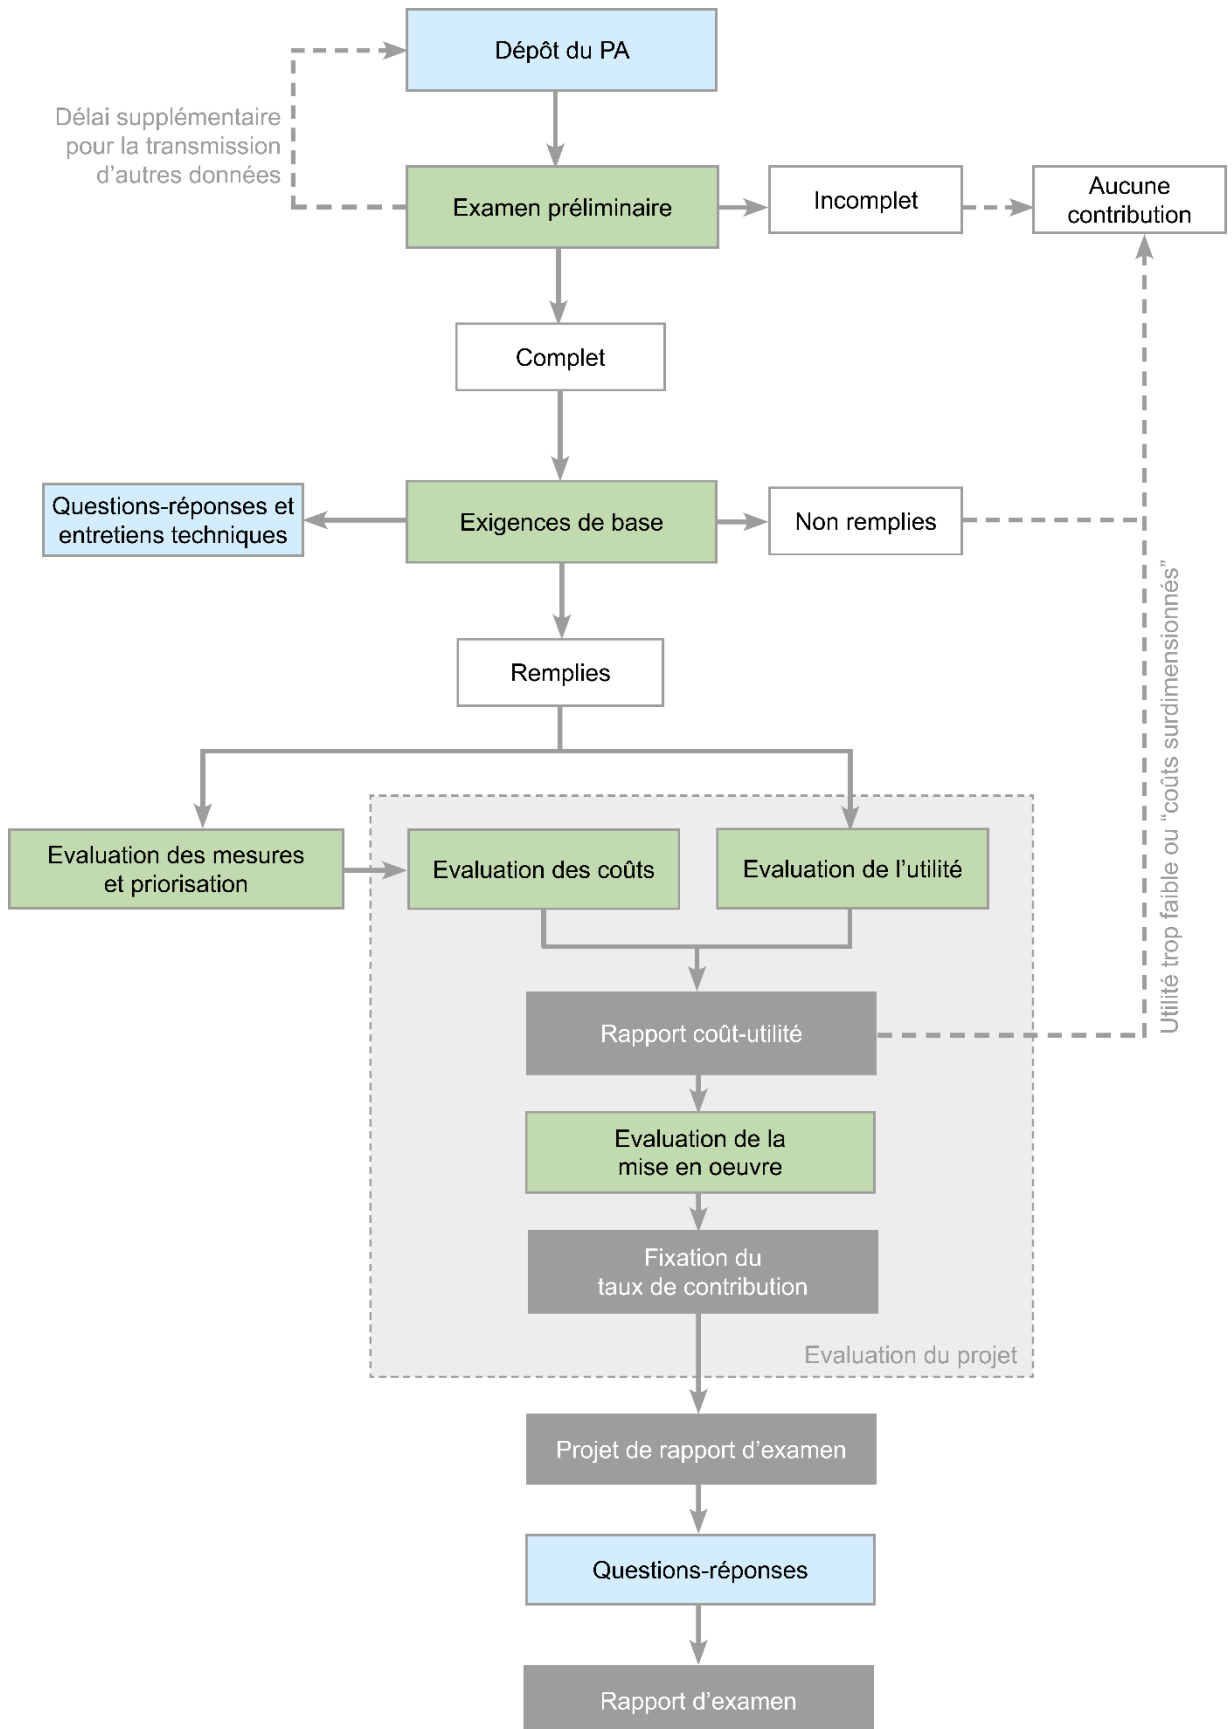 Dépôt du PA
Délai supplémentaire
pour la transmission
d'autres données
Examen préliminaire
Incomplet
Aucune
contribution
Complet
Questions-réponses et
entretiens techniques
Exigences de base
Non remplies
Remplies
Utilité trop faible ou “coûts surdimensionnés”
Evaluation des mesures
et priorisation
Evaluation des coûts
Evaluation de l'utilité
Rapport coût-utilité
Evaluation de la
mise en oeuvre
Fixation du
taux de contribution
Evaluation du projet
Projet de rapport d'examen
Questions-réponses
Rapport d'examen